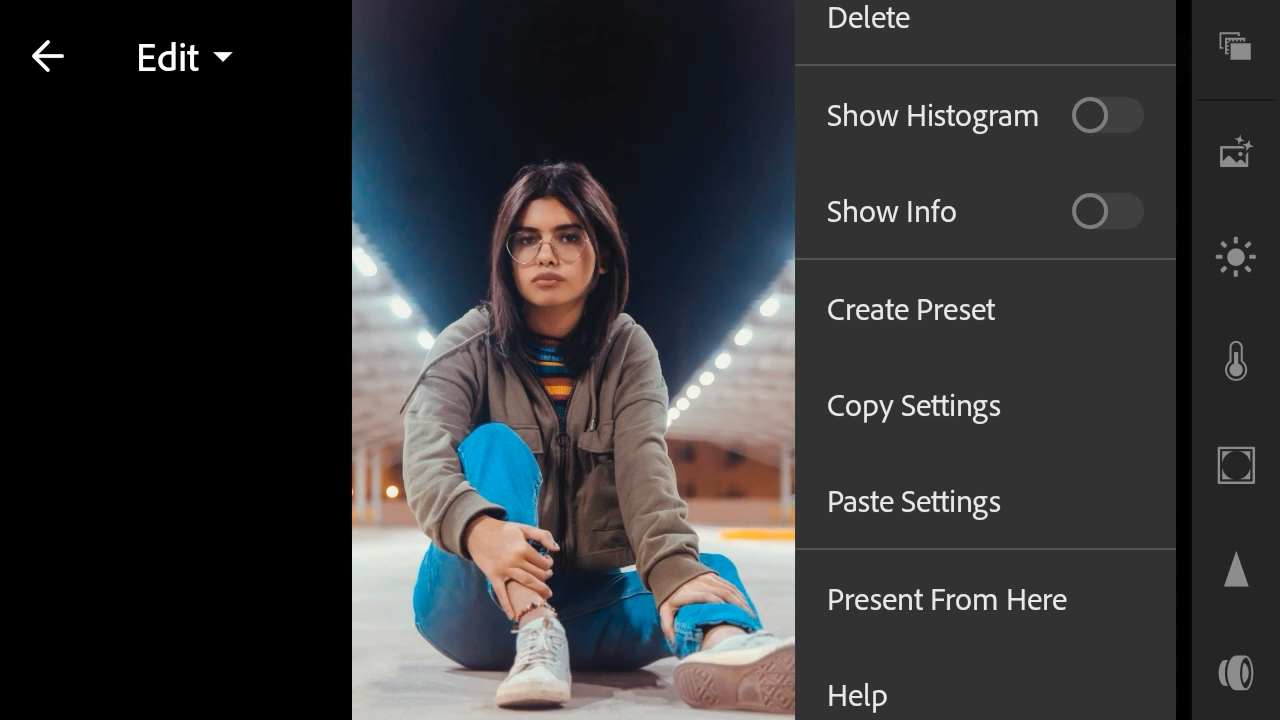 Edit
Delete
Show Histogram
Show Info
Create Preset
Copy Settings
Paste Settings
Present From Here
Help